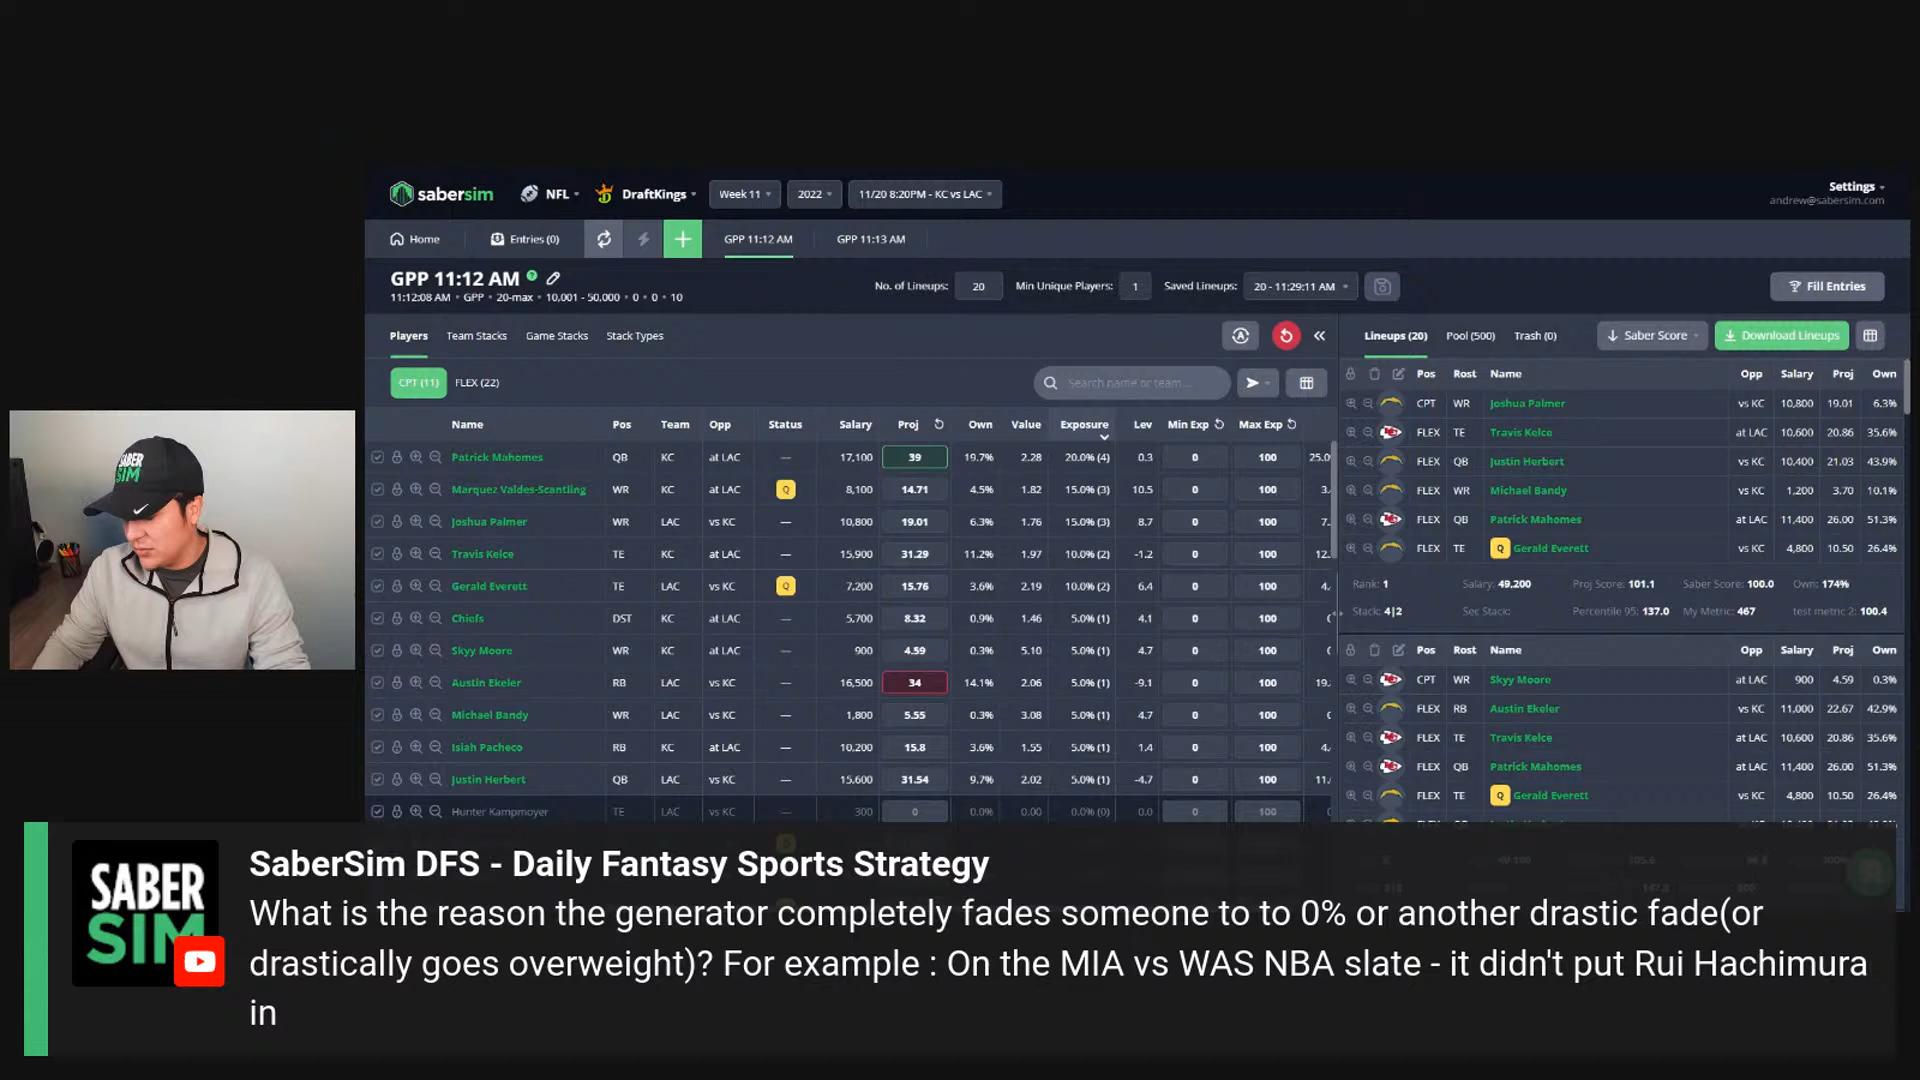 sabersim NFL DraftKings Week 11 2022 11/20 8:20PM - KC vs LAC Settings
andrew@sabersim.com
Home Entries (0) + GPP 11:12 AM GPP 11:13 AM
GPP 11:12 AM No. of Lineups: 20 Min Unique Players: 1 Saved Lineups: 20 - 11:29:11 AM Fill Entries
11:12:08 AM • GPP • 20-max • 10,001 - 50,000 • 0 • 0 • 10
Players Team Stacks Game Stacks Stack Types
CPT (11) FLEX (22) Search name or team...
Name Pos Team Opp Status Salary Proj Own Value Exposure Lev Min Exp Max Exp
Patrick Mahomes QB KC at LAC — 17,100 39 19.7% 2.28 20.0% (4) 0.3 0 100 25.0
Marquez Valdes-Scantling WR KC at LAC Q 8,100 14.71 4.5% 1.82 15.0% (3) 10.5 0 100 3.
Joshua Palmer WR LAC vs KC — 10,800 19.01 6.3% 1.76 15.0% (3) 8.7 0 100 7.
Travis Kelce TE KC at LAC — 15,900 31.29 11.2% 1.97 10.0% (2) -1.2 0 100 12.
Gerald Everett TE LAC vs KC Q 7,200 15.76 3.6% 2.19 10.0% (2) 6.4 0 100 4.
Chiefs DST KC at LAC — 5,700 8.32 0.9% 1.46 5.0% (1) 4.1 0 100
Skyy Moore WR KC at LAC — 900 4.59 0.3% 5.10 5.0% (1) 4.7 0 100
Austin Ekeler RB LAC vs KC — 16,500 34 14.1% 2.06 5.0% (1) -9.1 0 100 19.
Michael Bandy WR LAC vs KC — 1,800 5.55 0.3% 3.08 5.0% (1) 4.7 0 100
Isiah Pacheco RB KC at LAC — 10,200 15.8 3.6% 1.55 5.0% (1) 1.4 0 100 4.
Justin Herbert QB LAC vs KC — 15,600 31.54 9.7% 2.02 5.0% (1) -4.7 0 100 11.
Hunter Kampmoyer TE LAC vs KC — 300 0 0.0% 0.00 0.0% (0) 0.0 0 100
Lineups (20) Pool (500) Trash (0) Saber Score Download Lineups
Pos Rost Name Opp Salary Proj Own
CPT WR Joshua Palmer vs KC 10,800 19.01 6.3%
FLEX TE Travis Kelce at LAC 10,600 20.86 35.6%
FLEX QB Justin Herbert vs KC 10,400 21.03 43.9%
FLEX WR Michael Bandy vs KC 1,200 3.70 10.1%
FLEX QB Patrick Mahomes at LAC 11,400 26.00 51.3%
FLEX TE Q Gerald Everett vs KC 4,800 10.50 26.4%
Rank: 1 Salary: 49,200 Proj Score: 101.1 Saber Score: 100.0 Own: 174%
Stack: 4|2 Sec Stack: Percentile 95: 137.0 My Metric: 467 test metric 2: 100.4
Pos Rost Name Opp Salary Proj Own
CPT WR Skyy Moore at LAC 900 4.59 0.3%
FLEX RB Austin Ekeler vs KC 11,000 22.67 42.9%
FLEX TE Travis Kelce at LAC 10,600 20.86 35.6%
FLEX QB Patrick Mahomes at LAC 11,400 26.00 51.3%
FLEX TE Q Gerald Everett vs KC 4,800 10.50 26.4%
SABER
SIM
SABER
SIM
SaberSim DFS - Daily Fantasy Sports Strategy
What is the reason the generator completely fades someone to to 0% or another drastic fade(or
drastically goes overweight)? For example : On the MIA vs WAS NBA slate - it didn't put Rui Hachimura
in